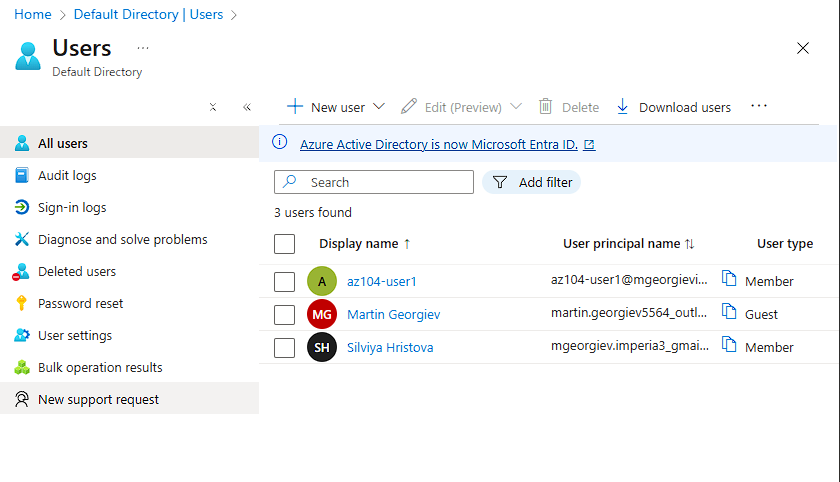 Home > Default Directory | Users >
Users ...
Default Directory
New user Edit (Preview) Delete Download users ...
All users
Audit logs
Sign-in logs
Diagnose and solve problems
Deleted users
Password reset
User settings
Bulk operation results
New support request
Azure Active Directory is now Microsoft Entra ID.
Search Add filter
3 users found
Display name ↑ User principal name ↑↓ User type
A az104-user1 az104-user1@mgeorgievi... Member
MG Martin Georgiev martin.georgiev5564_outl... Guest
SH Silviya Hristova mgeorgiev.imperia3_gmai... Member